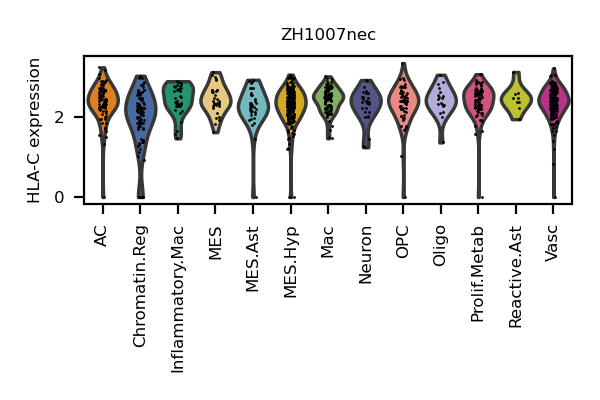 ZH1007nec
HLA-C expression
2
0
AC
Chromatin.Reg
Inflammatory.Mac
MES
MES.Ast
MES.Hyp
Mac
Neuron
OPC
Oligo
Prolif.Metab
Reactive.Ast
Vasc